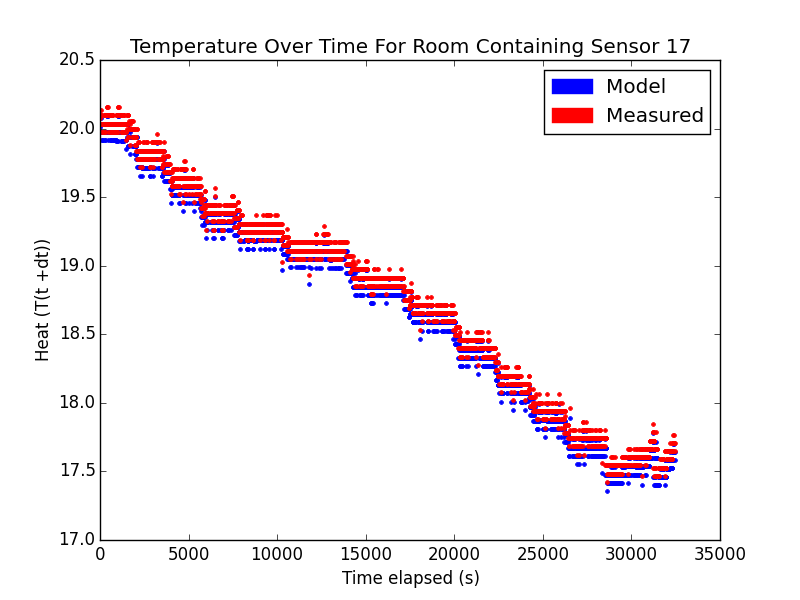 Temperature Over Time For Room Containing Sensor 17
20.5
20.0
19.5
19.0
18.5
18.0
17.5
17.0
Heat (T(t +dt))
Model
Measured
0 5000 10000 15000 20000 25000 30000 35000
Time elapsed (s)